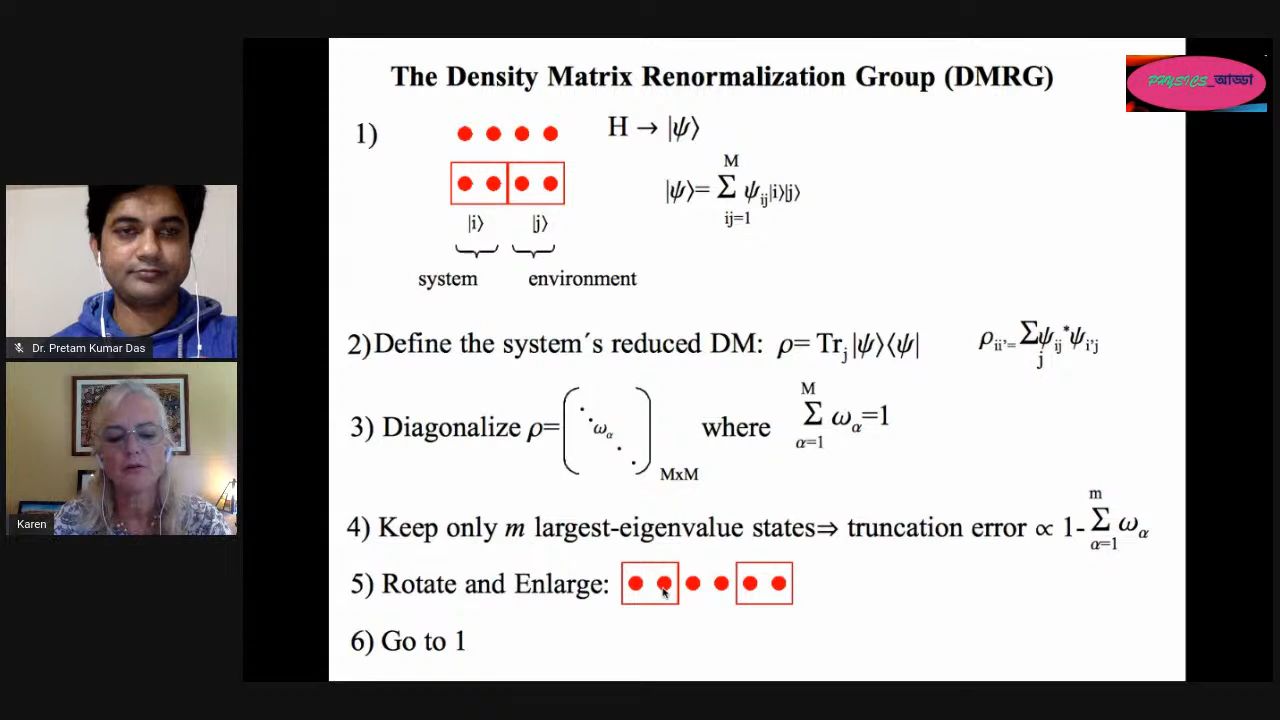 The Density Matrix Renormalization Group (DMRG)
PHYSICS_আড্ডা
1)
H → |ψ⟩
|ψ⟩= Σ ψij|i⟩|j⟩
M
ij=1
|i⟩ |j⟩
system environment
2)Define the system´s reduced DM: ρ= Trj|ψ⟩⟨ψ| ρii'= Σψij*ψi'j
j
3) Diagonalize ρ= ωα MxM where Σ ωα=1
M
α=1
4) Keep only m largest-eigenvalue states⇒ truncation error ∝ 1- Σ ωα
m
α=1
5) Rotate and Enlarge:
6) Go to 1
Dr. Pretam Kumar Das
Karen